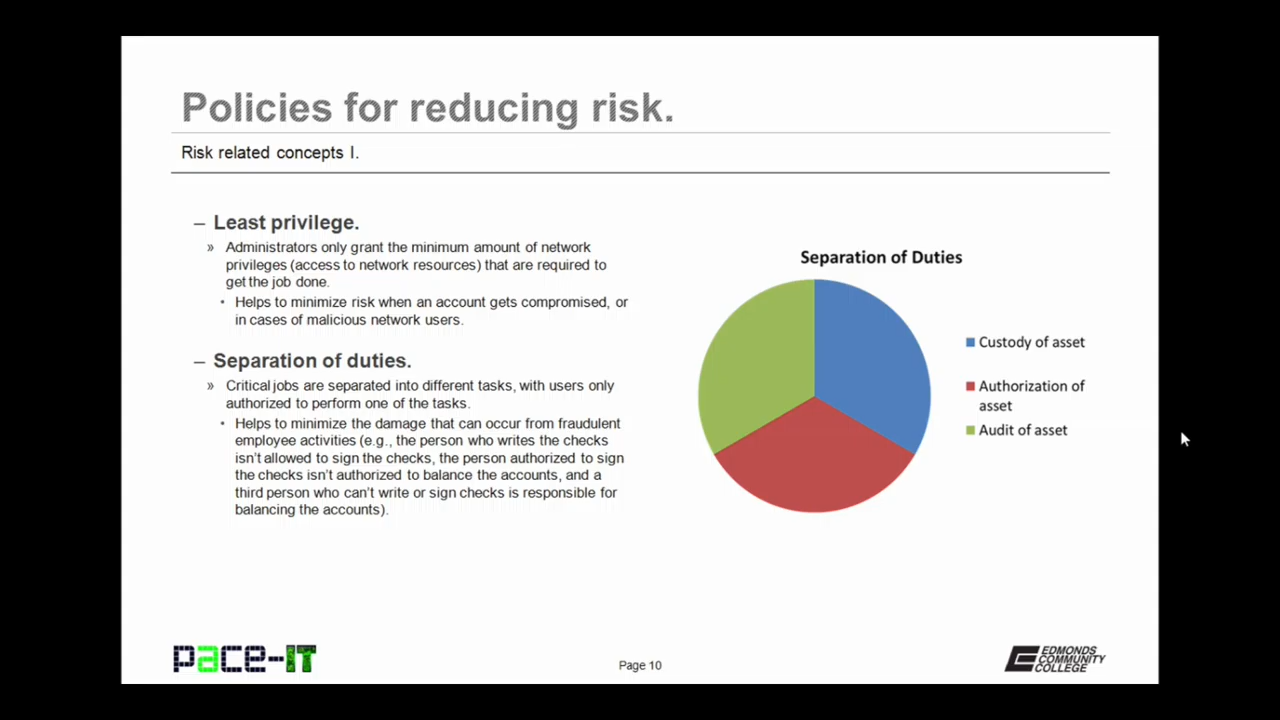 Policies for reducing risk.
Risk related concepts I.
– Least privilege.
» Administrators only grant the minimum amount of network
privileges (access to network resources) that are required to
get the job done.
• Helps to minimize risk when an account gets compromised, or
in cases of malicious network users.
– Separation of duties.
» Critical jobs are separated into different tasks, with users only
authorized to perform one of the tasks.
• Helps to minimize the damage that can occur from fraudulent
employee activities (e.g., the person who writes the checks
isn't allowed to sign the checks, the person authorized to sign
the checks isn't authorized to balance the accounts, and a
third person who can't write or sign checks is responsible for
balancing the accounts).
Separation of Duties
Custody of asset
Authorization of
asset
Audit of asset
pace-IT
Page 10
EDMONDS
COMMUNITY
COLLEGE